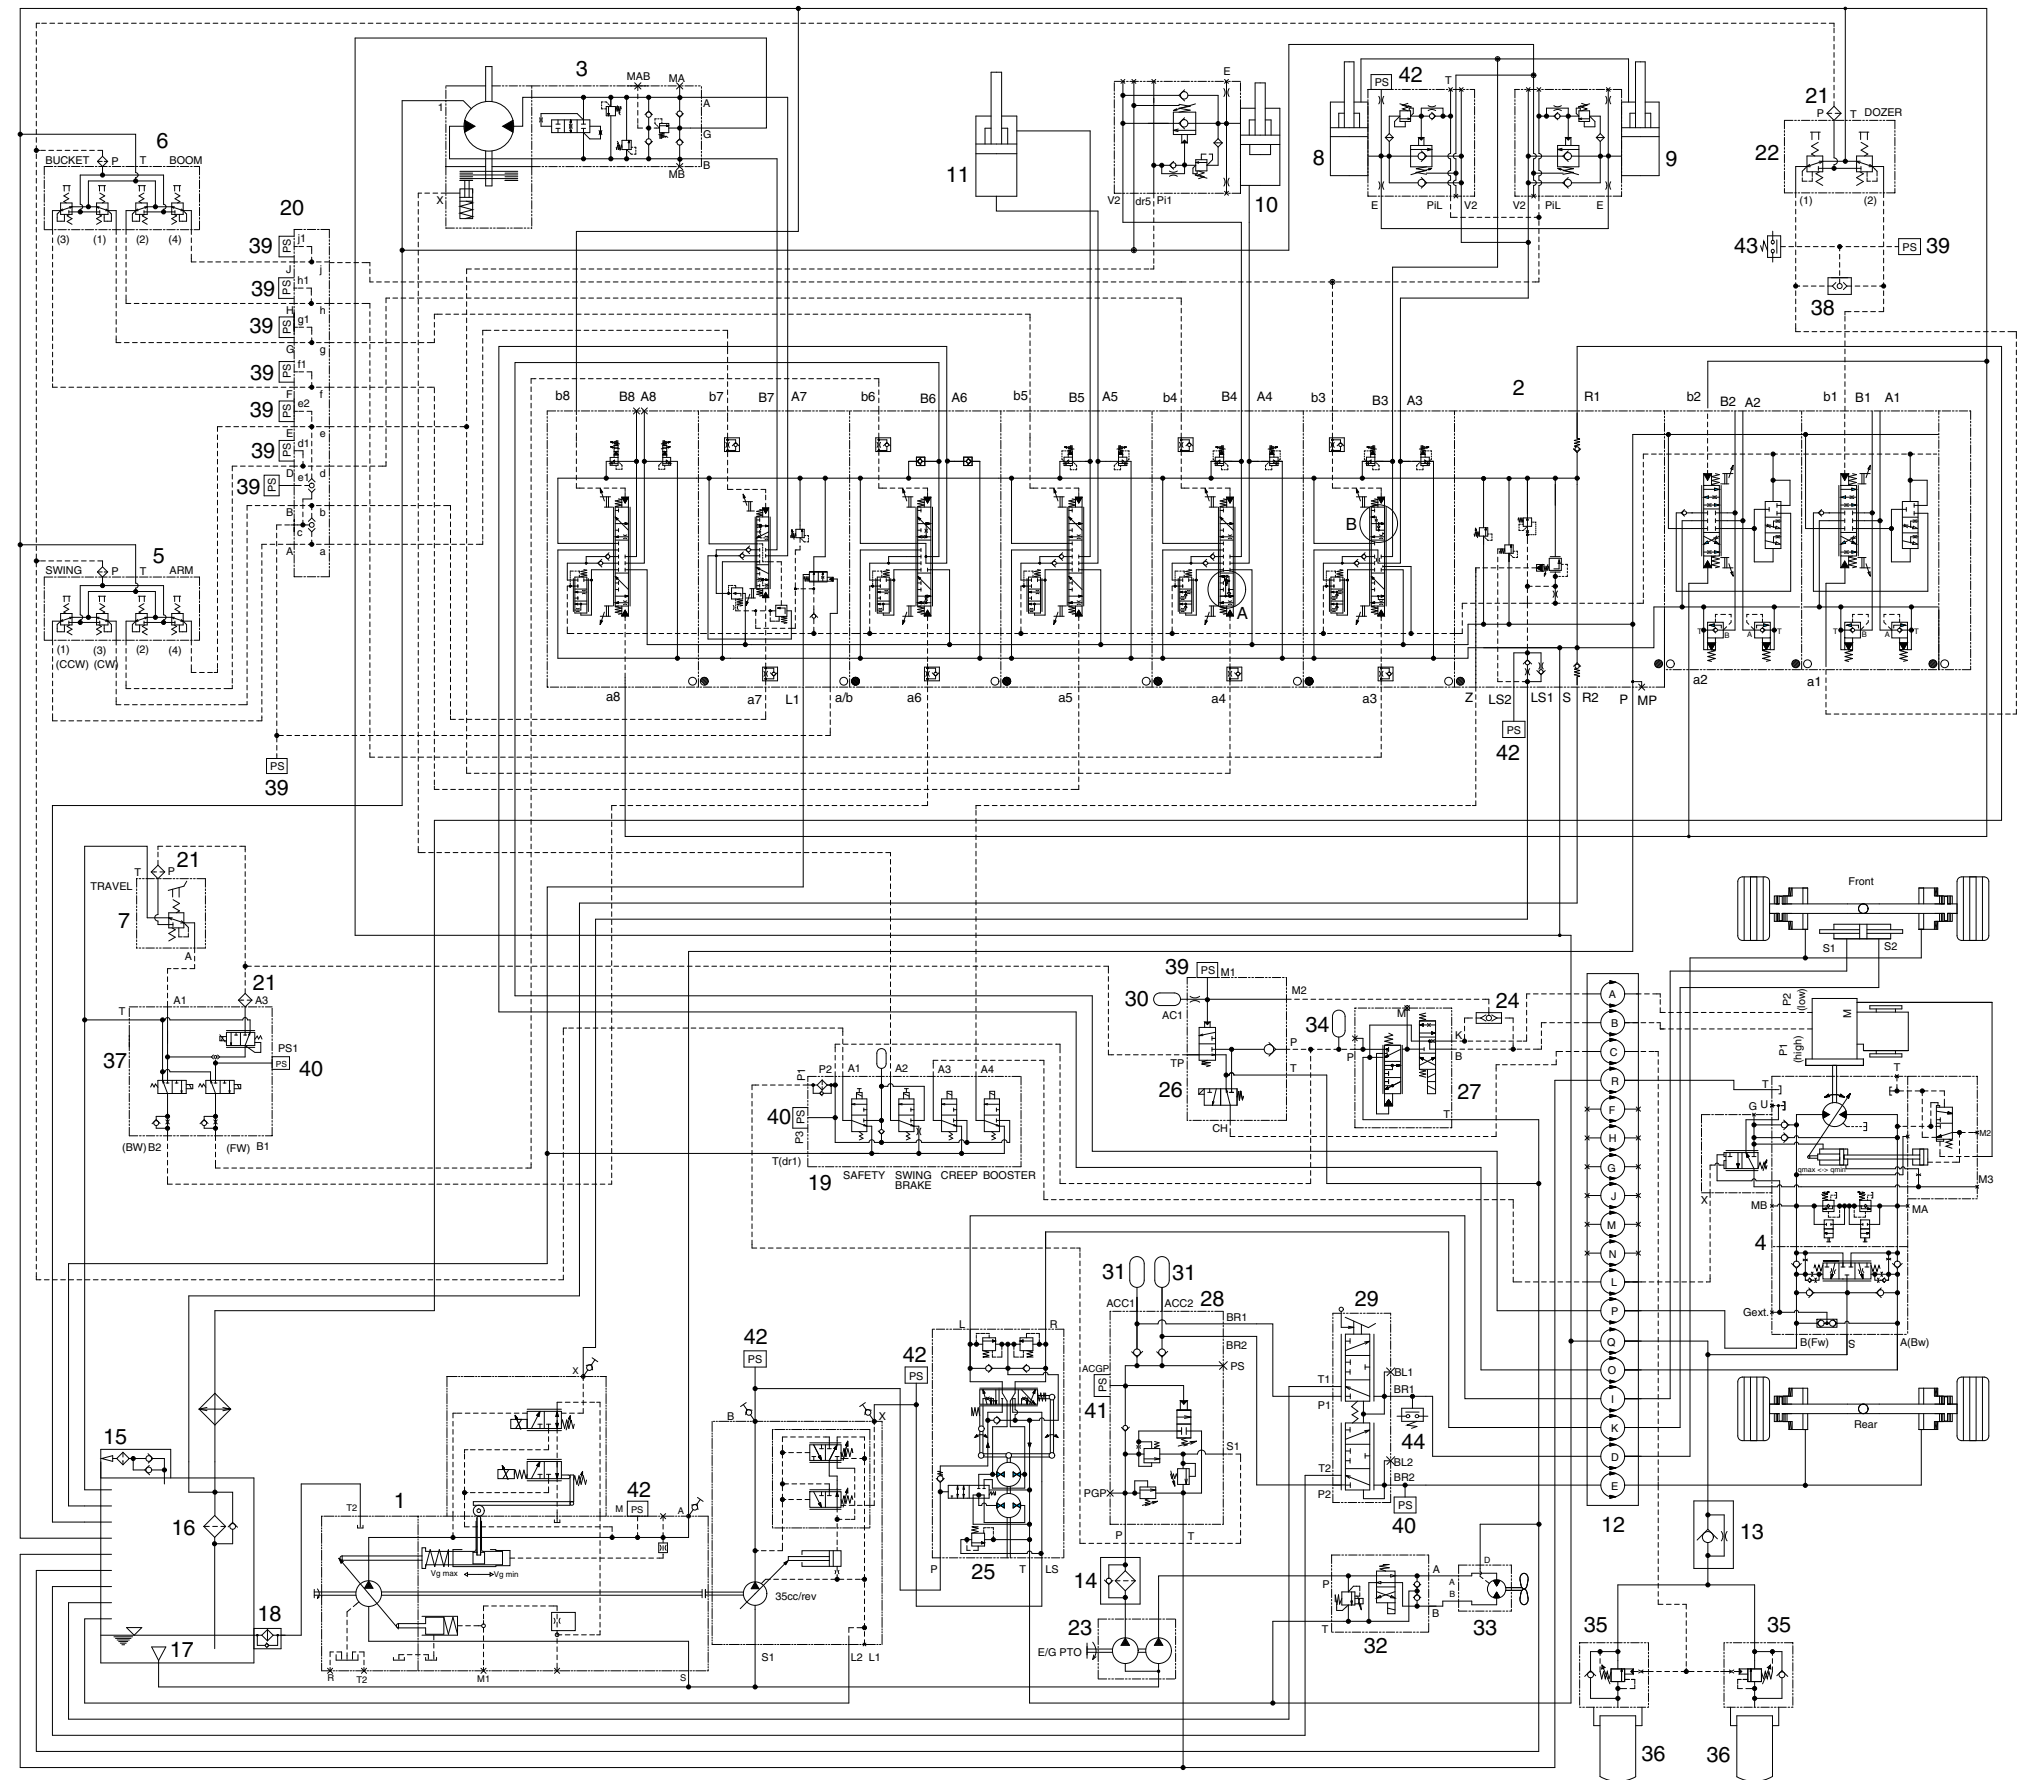 3
MAB
MA
1
A
G
B
MB
X
E
V2
dr5
Pi1
10
11
PS
42
T
8
9
E
PiL
V2
V2
PiL
E
21
P
T
DOZER
22
(1)
(2)
43
PS
39
38
6
BUCKET
P
T
BOOM
(3)
(1)
(2)
(4)
20
39
PS
j1
J
j
39
PS
h1
H
h
39
PS
g1
G
g
39
PS
f1
F
f
39
PS
e2
E
e
39
PS
d1
D
d
39
PS
e1
B
b
c
A
a
5
SWING
P
T
ARM
(1)
(3)
(2)
(4)
(CCW)
(CW)
PS
39
b8
B8
A8
b7
B7
A7
b6
B6
A6
b5
B5
A5
b4
B4
A4
b3
B3
A3
2
R1
b2
B2
A2
b1
B1
A1
B
A
T
B
A
T
T
B
A
T
a8
a7
L1
a/b
a6
a5
a4
a3
Z
LS2
LS1
S
R2
P
MP
a2
a1
PS
42
21
T
P
TRAVEL
7
A
21
A1
A3
T
37
PS1
PS
40
(BW)
B2
(FW)
B1
P1
P2
A1
A2
A3
A4
40
PS
P3
T(dr1)
19
SAFETY
SWING
BRAKE
CREEP
BOOSTER
39
PS
M1
30
M2
AC1
TP
P
T
26
CH
34
M
P
K
B
T
27
24
A
B
C
R
F
H
G
J
M
N
L
P
Q
O
I
K
D
E
12
Front
S1
S2
P2
(low)
M
P1
(high)
T
T
G
U
M2
qmax <-> qmin
M3
X
MB
MA
4
Gext.
B(Fw)
S
A(Bw)
Rear
15
16
17
18
1
X
T2
M
PS
42
A
Vg max
Vg min
R
T2
M1
S
42
PS
B
X
35cc/rev
S1
L2
L1
42
PS
L
R
P
25
T
LS
31
31
ACC1
ACC2
28
BR1
BR2
ACGP
PS
PS
41
S1
PGP
P
T
14
23
E/G PTO
29
T1
BL1
P1
BR1
44
T2
BL2
P2
BR2
PS
40
P
A
B
T
32
D
A
B
33
13
35
35
36
36